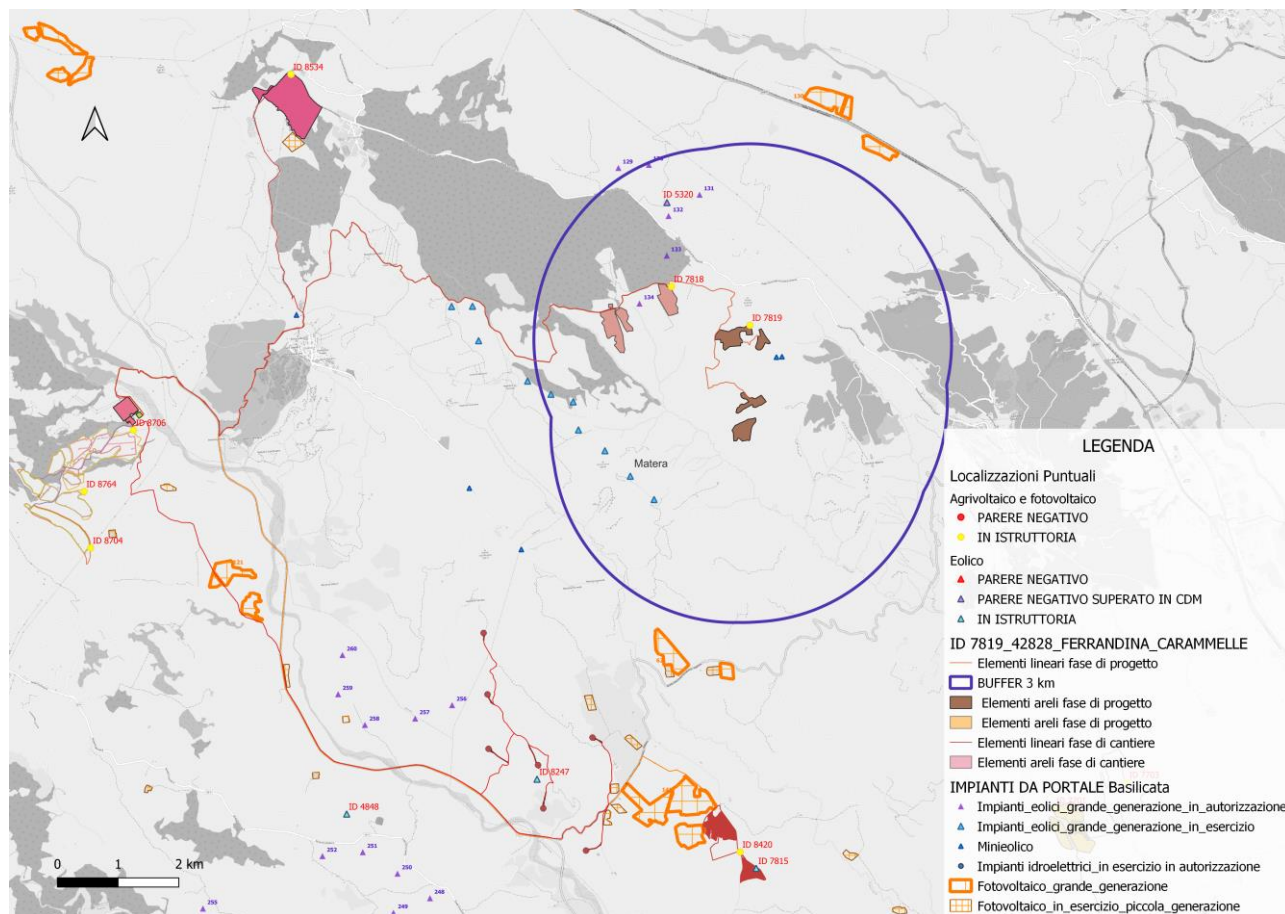 ID 8534
130
129
131
ID 5320
132
133
ID 7818
134
ID 7819
ID 8706
Matera
ID 8764
ID 8704
260
259
256
257
258
ID 8247
ID 4848
252
251
250
248
255
249
ID 8420
ID 7815
0 1 2 km
LEGENDA
Localizzazioni Puntuali
Agrivoltaico e fotovoltaico
PARERE NEGATIVO
IN ISTRUTTORIA
Eolico
PARERE NEGATIVO
PARERE NEGATIVO SUPERATO IN CDM
IN ISTRUTTORIA
ID 7819_42828_FERRANDINA_CARAMMELLE
Elementi lineari fase di progetto
BUFFER 3 km
Elementi areli fase di progetto
Elementi areli fase di progetto
Elementi lineari fase di cantiere
Elementi areli fase di cantiere
IMPIANTI DA PORTALE Basilicata
Impianti_eolici_grande_generazione_in_autorizzazione
Impianti_eolici_grande_generazione_in_esercizio
Minieolico
Impianti idroelettrici_in esercizio in autorizzazione
Fotovoltaico_grande_generazione
Fotovoltaico_in_esercizio_piccola_generazione